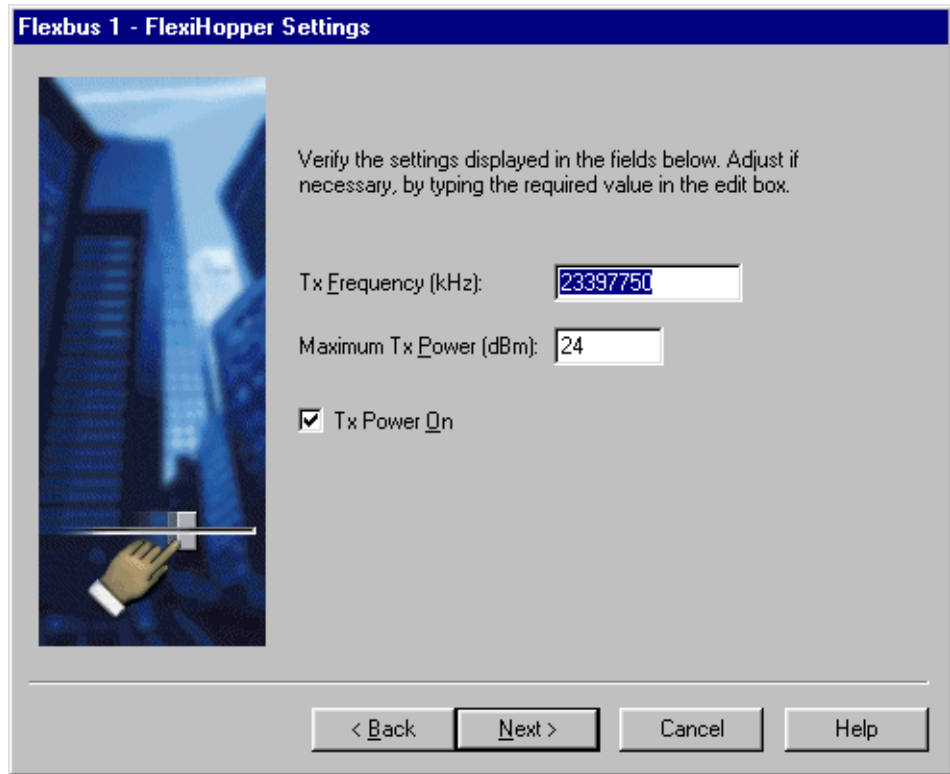 Flexbus 1 - FlexiHopper Settings
Verify the settings displayed in the fields below. Adjust if
necessary, by typing the required value in the edit box.
Tx Frequency (kHz): 23397750
Maximum Tx Power (dBm): 24
Tx Power On
< Back Next > Cancel Help